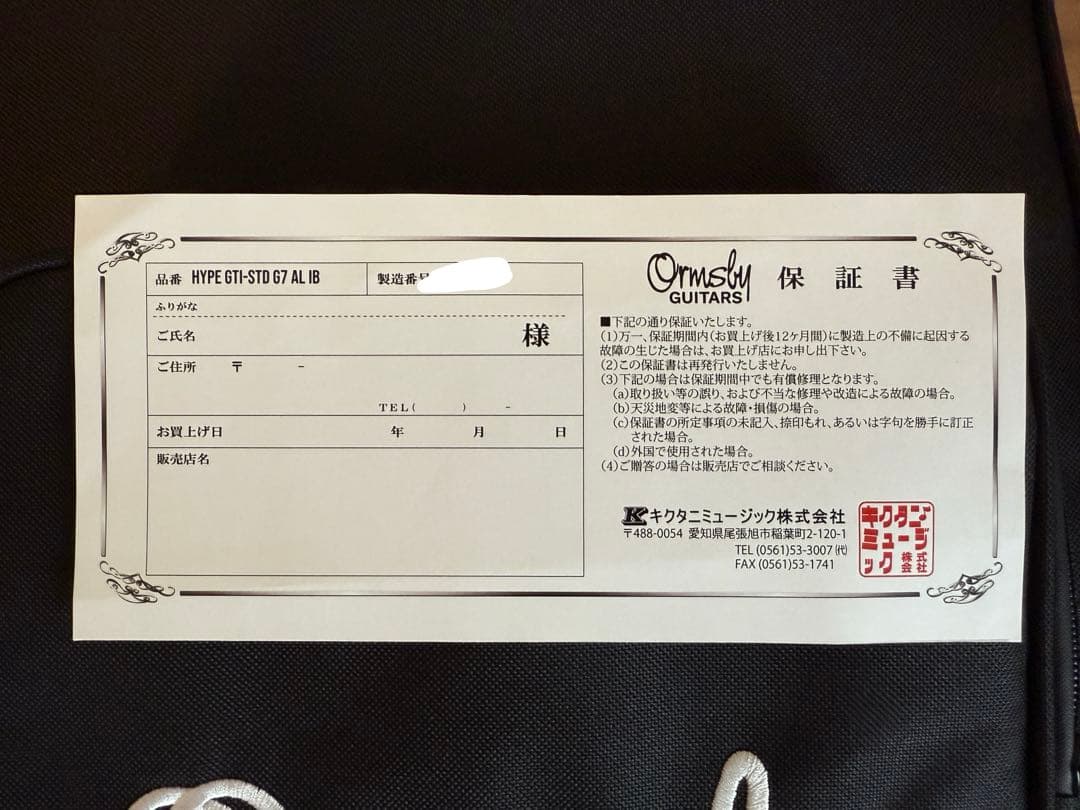 品番 HYPE GTI-STD G7 AL IB
製造番号
ふりがな
ご氏名 様
ご住所 〒 -
TEL( ) -
お買上げ日 年 月 日
販売店名
Ormsby
GUITARS
保証書
■下記の通り保証いたします。
(1)万一、保証期間内(お買上げ後12ヶ月間)に製造上の不備に起因する
故障の生じた場合は、お買上げ店にお申し出下さい。
(2)この保証書は再発行いたしません。
(3)下記の場合は保証期間中でも有償修理となります。
(a)取り扱い等の誤り、および不当な修理や改造による故障の場合。
(b)天災地変等による故障・損傷の場合。
(c)保証書の所定事項の未記入、捺印もれ、あるいは字句を勝手に訂正
された場合。
(d)外国で使用された場合。
(4)ご贈答の場合は販売店でご相談ください。
K キクタニミュージック株式会社
〒488-0054 愛知県尾張旭市稲葉町2-120-1
TEL (0561)53-3007 ㈹
FAX (0561)53-1741
キクタニ
ミュージ
ック 株式会社